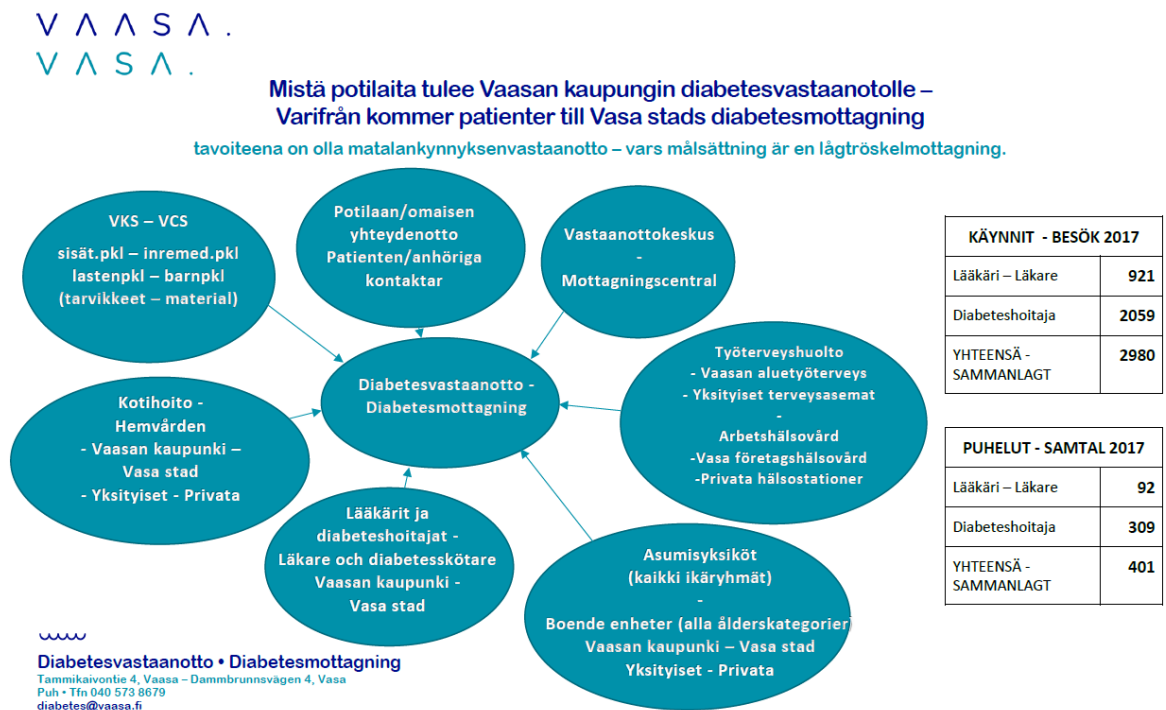 VAASA.
VASA.
Mistä potilaita tulee Vaasan kaupungin diabetesvastaanotolle –
Varifrån kommer patienter till Vasa stads diabetesmottagning
tavoiteena on olla matalankynnyksenvastaanotto – vars målsättning är en lågtröskelmottagning.
VKS – VCS
sisät.pkl – inremed.pkl
lastenpkl – barnpkl
(tarvikkeet – material)
Potilaan/omaisen
yhteydenotto
Patienten/anhöriga
kontaktar
Vastaanottokeskus
-
Mottagningscentral
Diabetesvastaanotto -
Diabetesmottagning
Työterveyshuolto
- Vaasan aluetyöterveys
- Yksityiset terveysasemat
-
Arbetshälsovård
-Vasa företagshälsovård
-Privata hälsostationer
Kotihoito -
Hemvården
- Vaasan kaupunki –
Vasa stad
- Yksityiset - Privata
Lääkärit ja
diabeteshoitajat -
Läkare och diabetesskötare
Vaasan kaupunki -
Vasa stad
Asumisyksiköt
(kaikki ikäryhmät)
-
Boende enheter (alla ålderskategorier)
Vaasan kaupunki – Vasa stad
Yksityiset - Privata
KÄYNNIT - BESÖK 2017
Lääkäri – Läkare 921
Diabeteshoitaja 2059
YHTEENSÄ - 2980
SAMMANLAGT
PUHELUT - SAMTAL 2017
Lääkäri – Läkare 92
Diabeteshoitaja 309
YHTEENSÄ - 401
SAMMANLAGT
Diabetesvastaanotto • Diabetesmottagning
Tammikaivontie 4, Vaasa – Dammbrunnsvägen 4, Vasa
Puh • Tfn 040 573 8679
diabetes@vaasa.fi